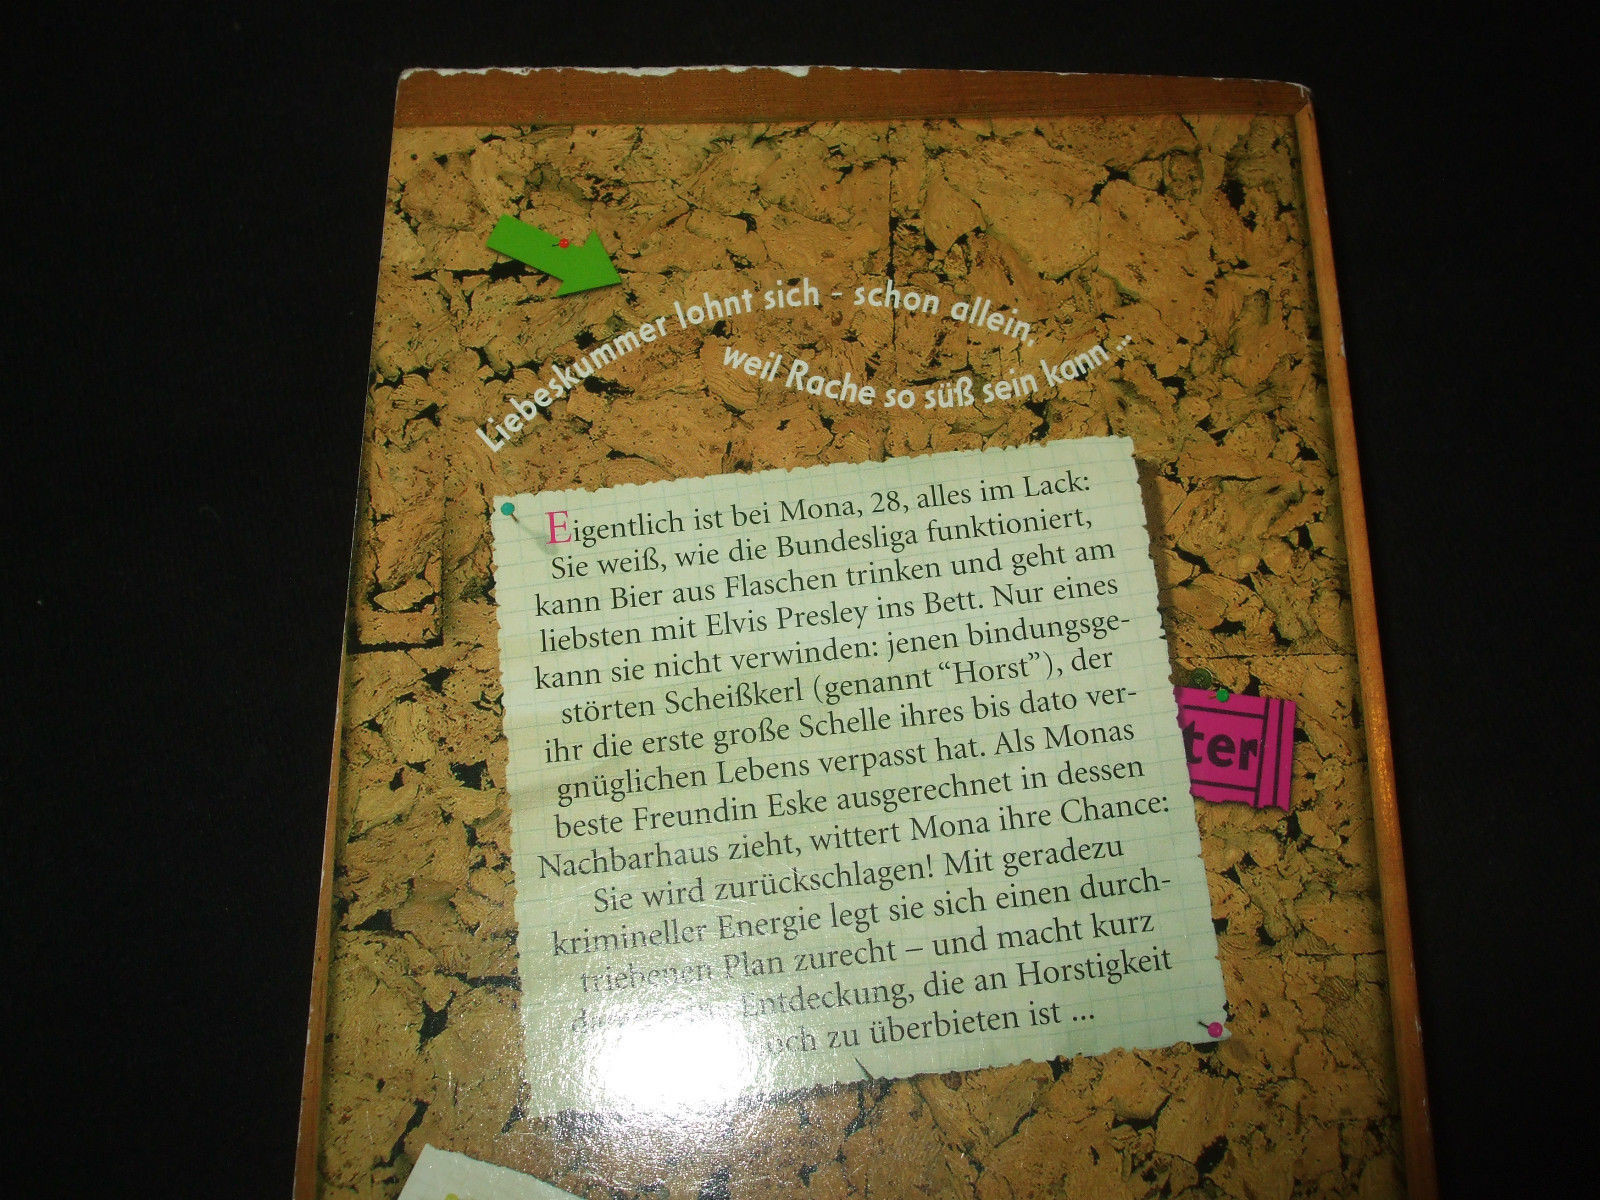 Liebeskummer lohnt sich - schon allein,
weil Rache so süß sein kann ...
Eigentlich ist bei Mona, 28, alles im Lack:
Sie weiß, wie die Bundesliga funktioniert,
kann Bier aus Flaschen trinken und geht am
liebsten mit Elvis Presley ins Bett. Nur eines
kann sie nicht verwinden: jenen bindungsge-
störten Scheißkerl (genannt “Horst”), der
ihr die erste große Schelle ihres bis dato ver-
gnüglichen Lebens verpasst hat. Als Monas
beste Freundin Eske ausgerechnet in dessen
Nachbarhaus zieht, wittert Mona ihre Chance:
Sie wird zurückschlagen! Mit geradezu
krimineller Energie legt sie sich einen durch-
triebenen Plan zurecht – und macht kurz
Entdeckung, die an Horstigkeit
zu überbieten ist ...
ter